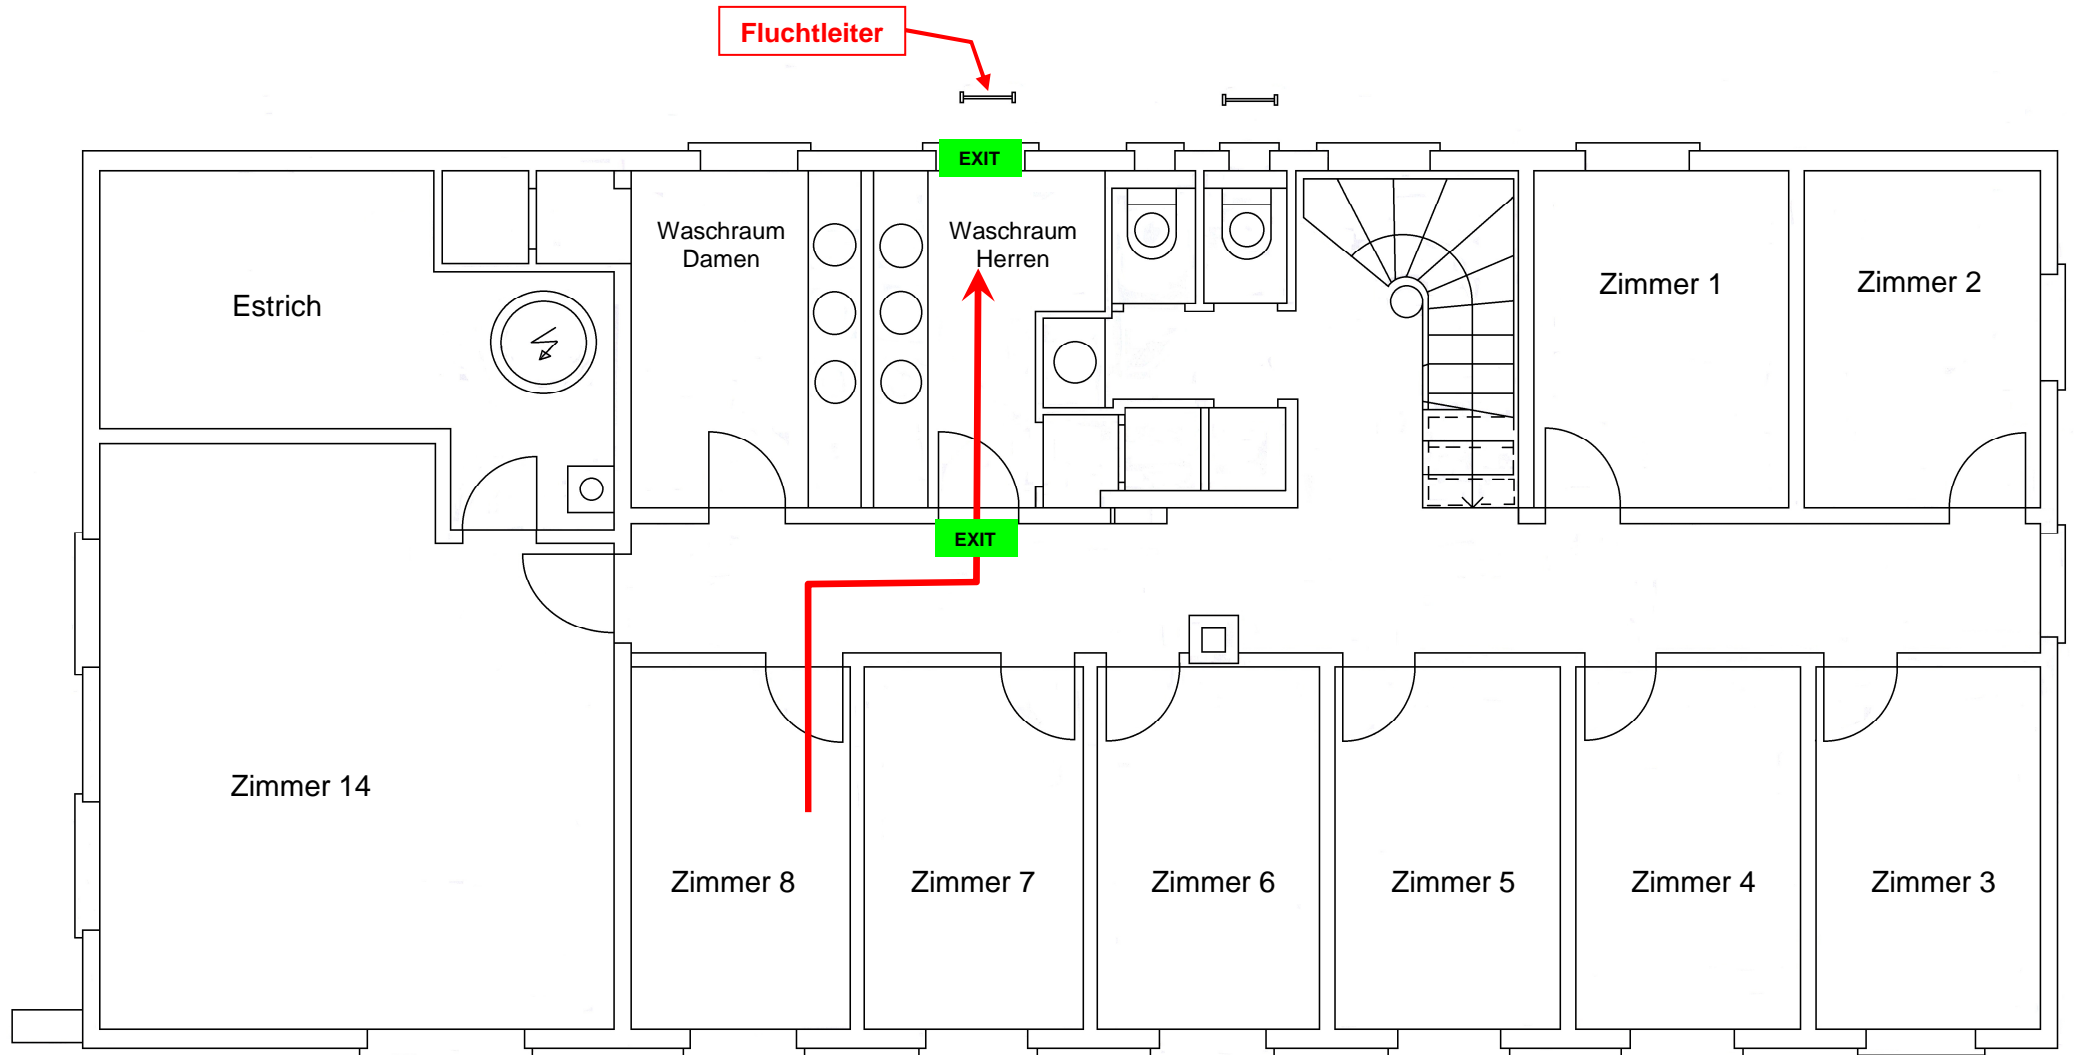 Fluchtleiter
EXIT
Waschraum
Damen
Waschraum
Herren
Estrich
Zimmer 1
Zimmer 2
EXIT
Zimmer 14
Zimmer 8
Zimmer 7
Zimmer 6
Zimmer 5
Zimmer 4
Zimmer 3